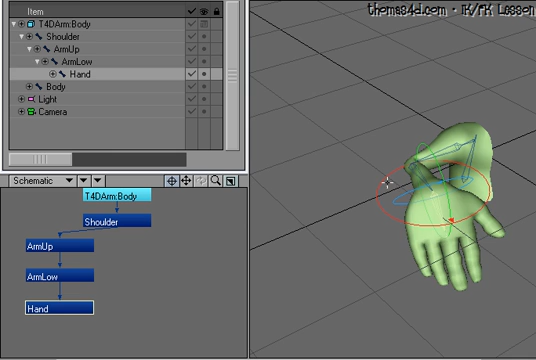 Item
T4DArm:Body
Shoulder
ArmUp
ArmLow
Hand
Body
Light
Camera
Schematic
T4DArm:Body
Shoulder
ArmUp
ArmLow
Hand
thomas4d.com - IK/FK Lesson